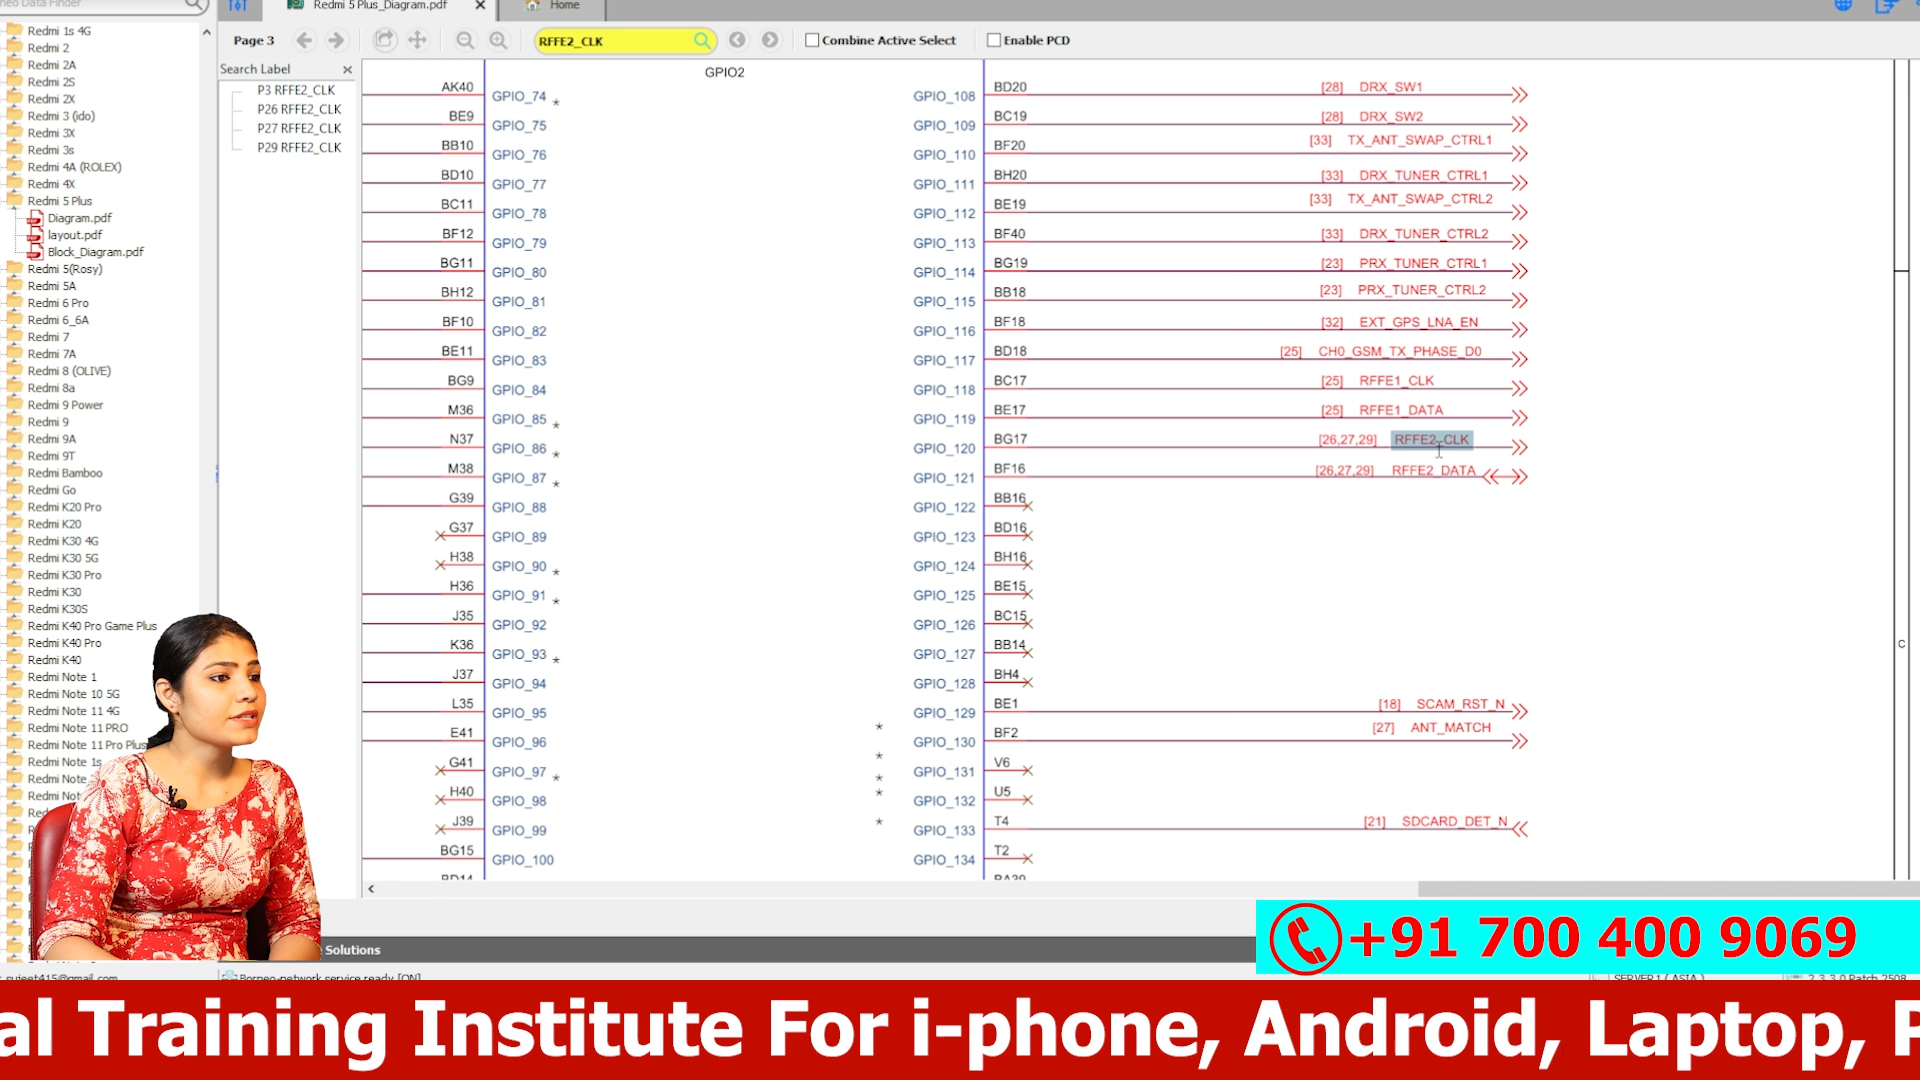 Redmi 5 Plus_Diagram.pdf
Home
Page 3
RFFE2_CLK
Combine Active Select
Enable PCD
Search Label
P3 RFFE2_CLK
P26 RFFE2_CLK
P27 RFFE2_CLK
P29 RFFE2_CLK
Redmi 1s 4G
Redmi 2
Redmi 2A
Redmi 2S
Redmi 2X
Redmi 3 (ido)
Redmi 3X
Redmi 3s
Redmi 4A (ROLEX)
Redmi 4X
Redmi 5 Plus
Diagram.pdf
layout.pdf
Block_Diagram.pdf
Redmi 5(Rosy)
Redmi 5A
Redmi 6 Pro
Redmi 6_6A
Redmi 7
Redmi 7A
Redmi 8 (OLIVE)
Redmi 8a
Redmi 9 Power
Redmi 9
Redmi 9A
Redmi 9T
Redmi Bamboo
Redmi Go
Redmi K20 Pro
Redmi K20
Redmi K30 4G
Redmi K30 5G
Redmi K30 Pro
Redmi K30
Redmi K30S
Redmi K40 Pro Game Plus
Redmi K40 Pro
Redmi K40
Redmi Note 1
Redmi Note 10 5G
Redmi Note 11 4G
Redmi Note 11 PRO
Redmi Note 11 Pro Plus
Redmi Note 1s
Redmi Note
GPIO2
AK40 GPIO_74 *
BE9 GPIO_75
BB10 GPIO_76
BD10 GPIO_77
BC11 GPIO_78
BF12 GPIO_79
BG11 GPIO_80
BH12 GPIO_81
BF10 GPIO_82
BE11 GPIO_83
BG9 GPIO_84
M36 GPIO_85 *
N37 GPIO_86 *
M38 GPIO_87 *
G39 GPIO_88
G37 GPIO_89
H38 GPIO_90 *
H36 GPIO_91 *
J35 GPIO_92
K36 GPIO_93 *
J37 GPIO_94
L35 GPIO_95
E41 GPIO_96
G41 GPIO_97 *
H40 GPIO_98
J39 GPIO_99
BG15 GPIO_100
GPIO_108 BD20 [28] DRX_SW1
GPIO_109 BC19 [28] DRX_SW2
GPIO_110 BF20 [33] TX_ANT_SWAP_CTRL1
GPIO_111 BH20 [33] DRX_TUNER_CTRL1
GPIO_112 BE19 [33] TX_ANT_SWAP_CTRL2
GPIO_113 BF40 [33] DRX_TUNER_CTRL2
GPIO_114 BG19 [23] PRX_TUNER_CTRL1
GPIO_115 BB18 [23] PRX_TUNER_CTRL2
GPIO_116 BF18 [32] EXT_GPS_LNA_EN
GPIO_117 BD18 [25] CH0_GSM_TX_PHASE_D0
GPIO_118 BC17 [25] RFFE1_CLK
GPIO_119 BE17 [25] RFFE1_DATA
GPIO_120 BG17 [26,27,29] RFFE2_CLK
GPIO_121 BF16 [26,27,29] RFFE2_DATA
GPIO_122 BB16
GPIO_123 BD16
GPIO_124 BH16
GPIO_125 BE15
GPIO_126 BC15
GPIO_127 BB14
GPIO_128 BH4
GPIO_129 BE1 [18] SCAM_RST_N
* GPIO_130 BF2 [27] ANT_MATCH
* GPIO_131 V6
* GPIO_132 U5
* GPIO_133 T4 [21] SDCARD_DET_N
GPIO_134 T2
C
Solutions
+91 700 400 9069
Borneo-network service ready [ON]
al Training Institute For i-phone, Android, Laptop, P